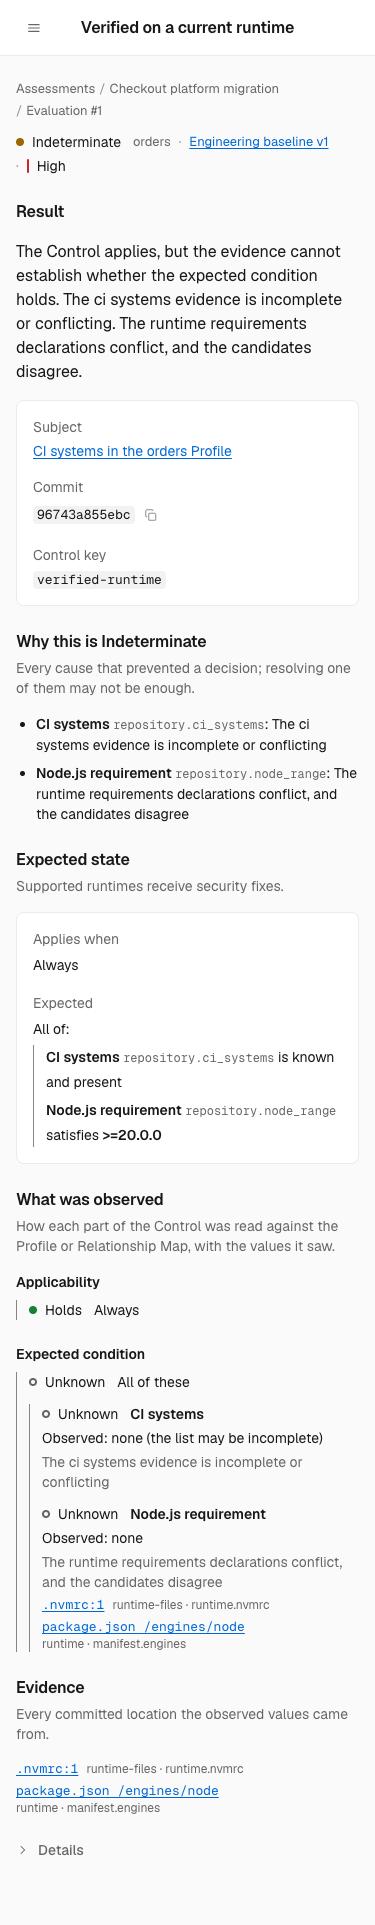 Verified on a current runtime
Assessments / Checkout platform migration
/ Evaluation #1
Indeterminate orders · Engineering baseline v1
· High
Result
The Control applies, but the evidence cannot
establish whether the expected condition
holds. The ci systems evidence is incomplete
or conflicting. The runtime requirements
declarations conflict, and the candidates
disagree.
Subject
CI systems in the orders Profile
Commit
96743a855ebc
Control key
verified-runtime
Why this is Indeterminate
Every cause that prevented a decision; resolving one
of them may not be enough.
• CI systems repository.ci_systems: The ci
systems evidence is incomplete or conflicting
• Node.js requirement repository.node_range: The
runtime requirements declarations conflict, and
the candidates disagree
Expected state
Supported runtimes receive security fixes.
Applies when
Always
Expected
All of:
CI systems repository.ci_systems is known
and present
Node.js requirement repository.node_range
satisfies >=20.0.0
What was observed
How each part of the Control was read against the
Profile or Relationship Map, with the values it saw.
Applicability
Holds Always
Expected condition
Unknown All of these
Unknown CI systems
Observed: none (the list may be incomplete)
The ci systems evidence is incomplete or
conflicting
Unknown Node.js requirement
Observed: none
The runtime requirements declarations conflict,
and the candidates disagree
.nvmrc:1 runtime-files · runtime.nvmrc
package.json /engines/node
runtime · manifest.engines
Evidence
Every committed location the observed values came
from.
.nvmrc:1 runtime-files · runtime.nvmrc
package.json /engines/node
runtime · manifest.engines
Details